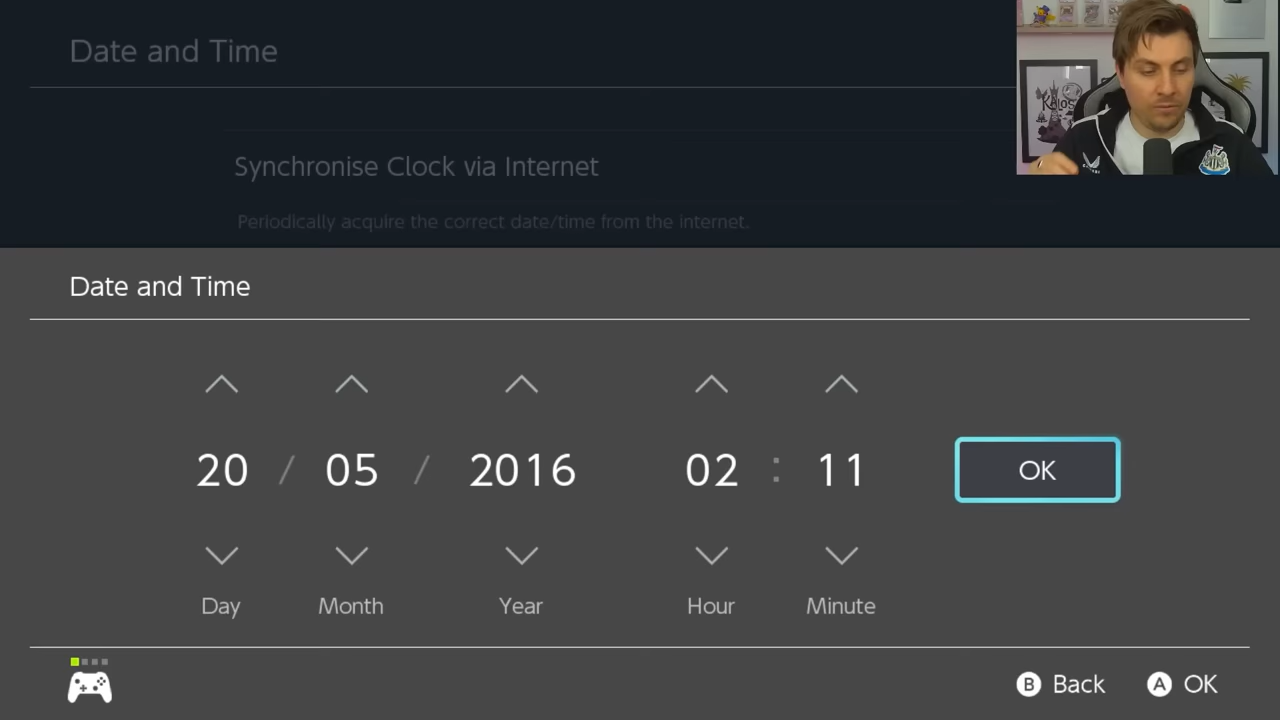 Date and Time
Kalos
Synchronise Clock via Internet
Periodically acquire the correct date/time from the internet.
Date and Time
20 / 05 / 2016 02 : 11 OK
Day Month Year Hour Minute
B Back A OK